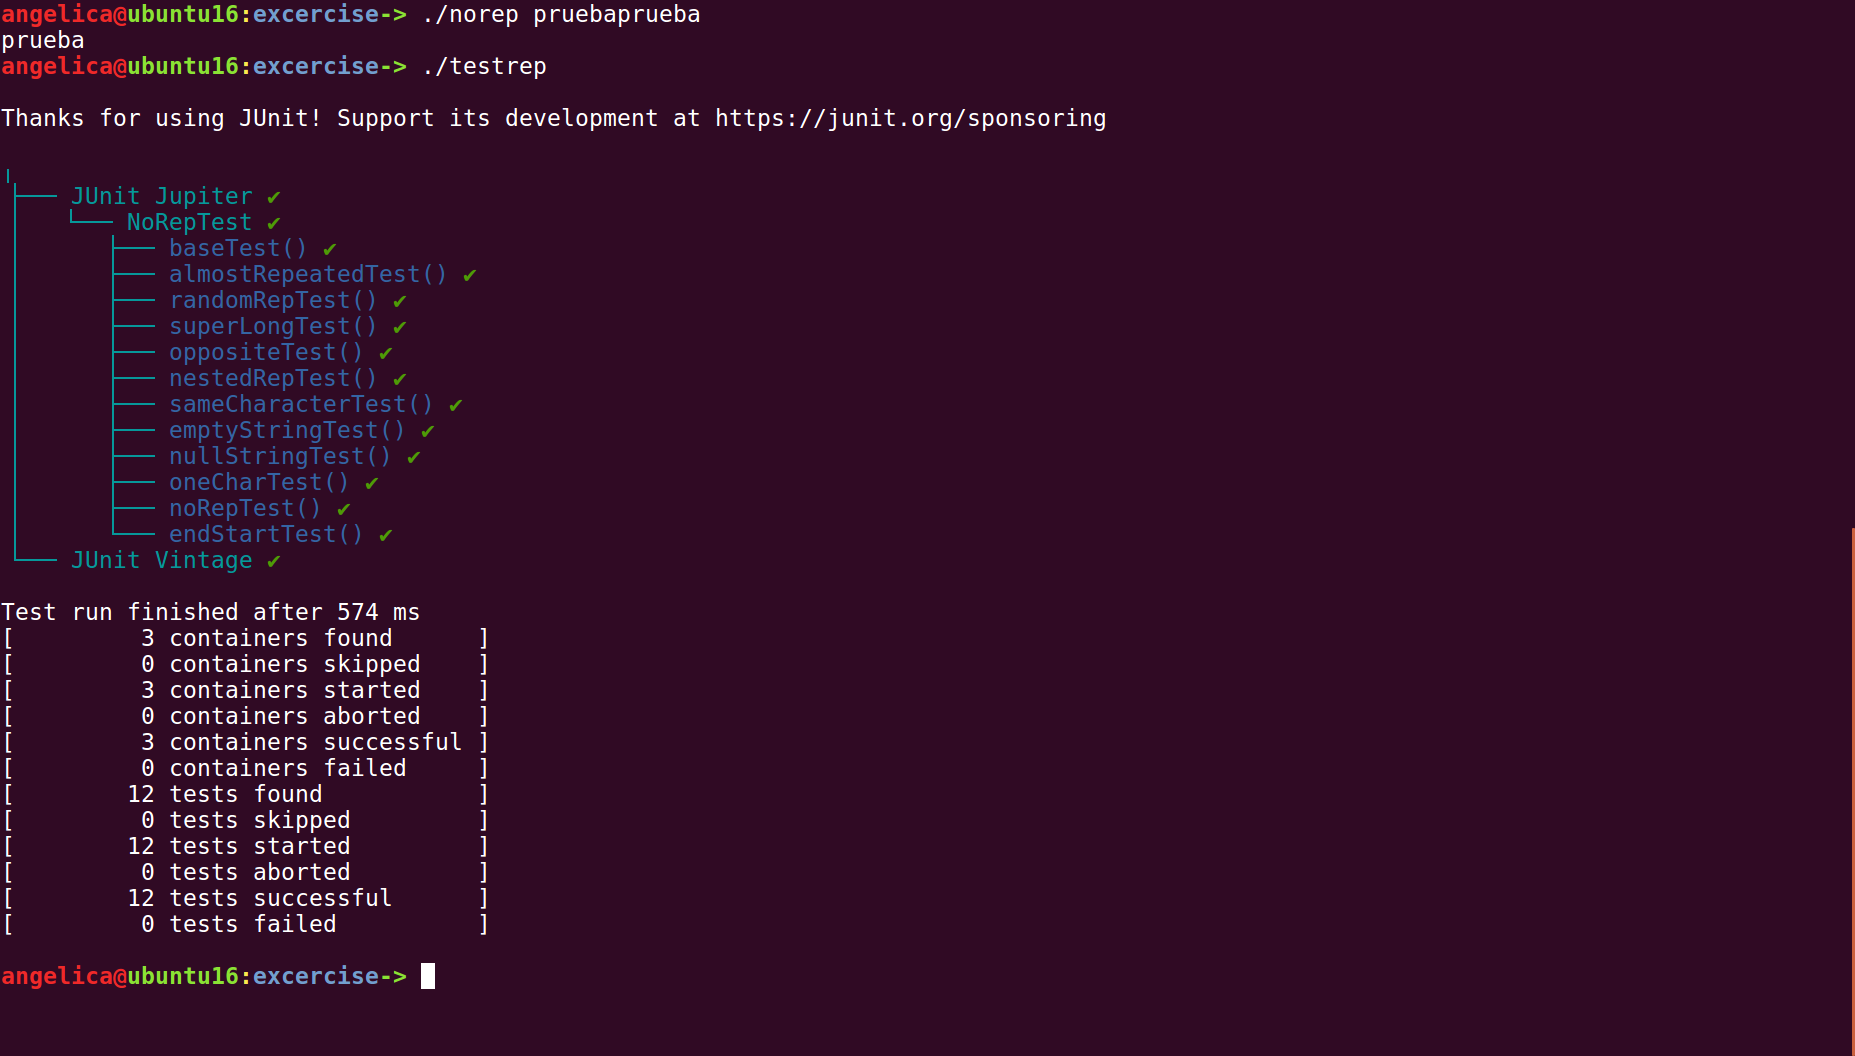 angelica@ubuntu16:excercise-> ./norep pruebaprueba
prueba
angelica@ubuntu16:excercise-> ./testrep
Thanks for using JUnit! Support its development at https://junit.org/sponsoring
╷
├── JUnit Jupiter ✔
│   └── NoRepTest ✔
│      ├── baseTest() ✔
│      ├── almostRepeatedTest() ✔
│      ├── randomRepTest() ✔
│      ├── superLongTest() ✔
│      ├── oppositeTest() ✔
│      ├── nestedRepTest() ✔
│      ├── sameCharacterTest() ✔
│      ├── emptyStringTest() ✔
│      ├── nullStringTest() ✔
│      ├── oneCharTest() ✔
│      ├── noRepTest() ✔
│      └── endStartTest() ✔
└── JUnit Vintage ✔
Test run finished after 574 ms
[         3 containers found      ]
[         0 containers skipped    ]
[         3 containers started    ]
[         0 containers aborted    ]
[         3 containers successful ]
[         0 containers failed     ]
[        12 tests found           ]
[         0 tests skipped         ]
[        12 tests started         ]
[         0 tests aborted         ]
[        12 tests successful      ]
[         0 tests failed          ]
angelica@ubuntu16:excercise->